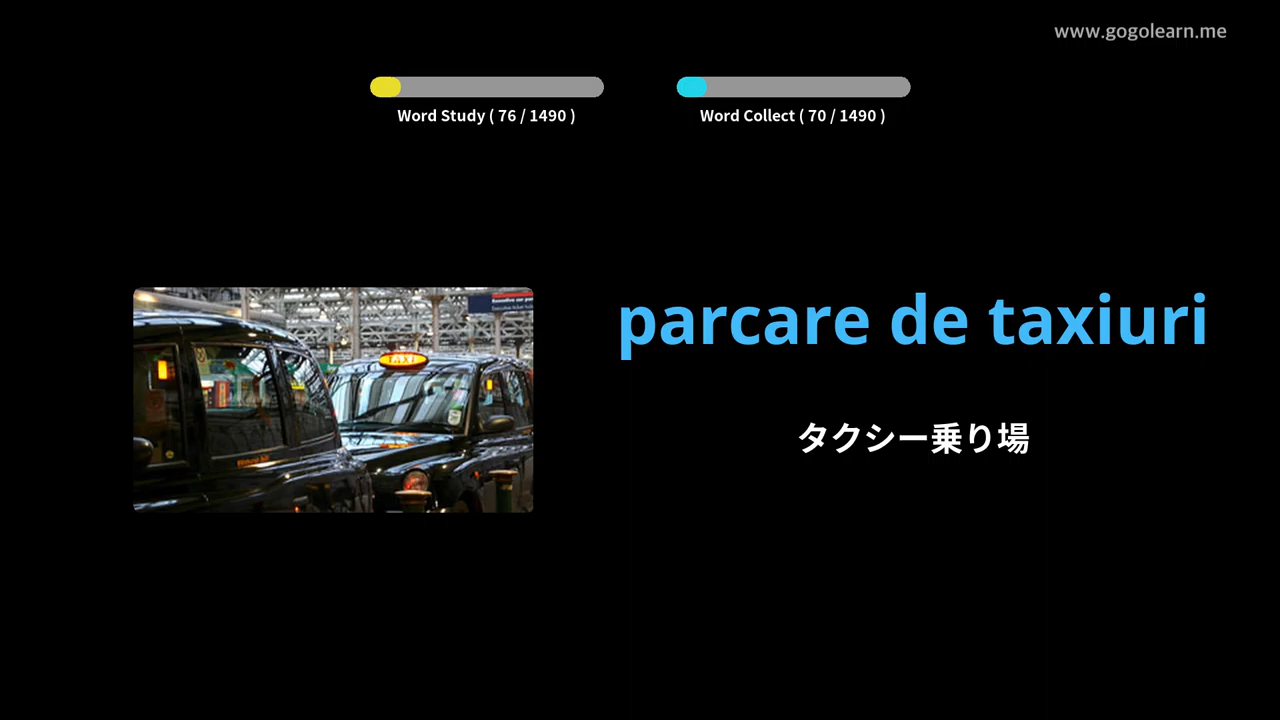 www.gogolearn.me
Word Study ( 76 / 1490 )
Word Collect ( 70 / 1490 )
parcare de taxiuri
タクシー乗り場
TAXI